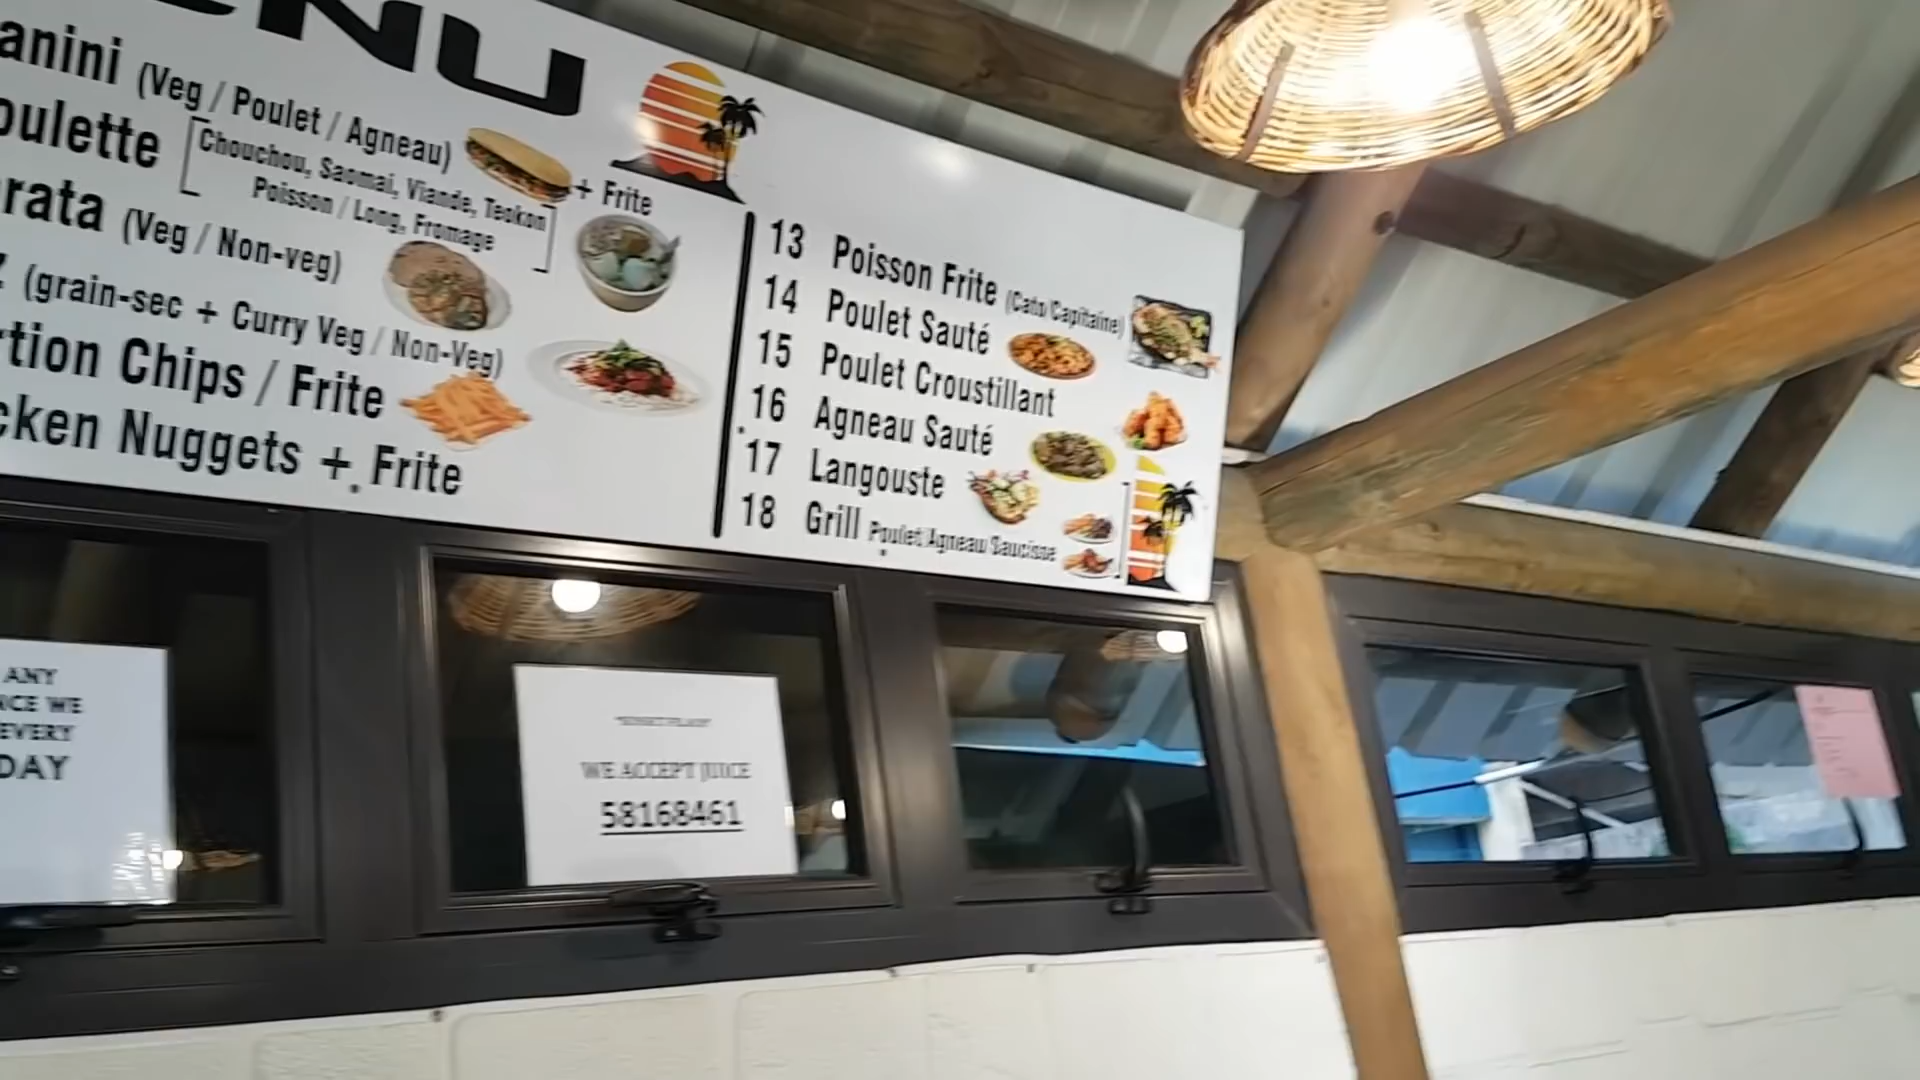 ENU
anini (Veg / Poulet / Agneau)
oulette [Chouchou, Saomai, Viande, Teokon
Poisson / Long, Fromage] + Frite
rata (Veg / Non-veg)
z (grain-sec + Curry Veg / Non-Veg)
rtion Chips / Frite
cken Nuggets + Frite
13 Poisson Frite (Cato/Capitaine)
14 Poulet Sauté
15 Poulet Croustillant
16 Agneau Sauté
17 Langouste
18 Grill Poulet/Agneau/Saucisse
ANY
NCE WE
EVERY
DAY
WE ACCEPT JUICE
58168461